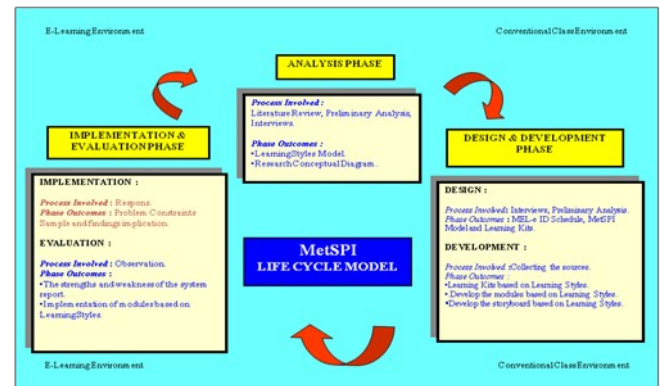 E-Learning Environment
Conventional Class Environment
ANALYSIS PHASE
Process Involved :
Literature Review, Preliminary Analysis,
Interviews.
Phase Outcomes :
•Learning Styles Model.
•Research Conceptual Diagram.
IMPLEMENTATION &
EVALUATION PHASE
IMPLEMENTATION :
Process Involved : Respons.
Phase Outcomes : Problem Constraints
Sample and findings implication.
EVALUATION :
Process Involved : Observation.
Phase Outcomes :
•The strengths and weakness of the system
report.
•Implementation of modules based on
Learning Styles.
DESIGN & DEVELOPMENT
PHASE
DESIGN :
Process Involved: Interviews, Preliminary Analysis.
Phase Outcomes : MEL-e ID Schedule, MetSPI
Model and Learning Kits.
DEVELOPMENT :
Process Involved :Collecting the sources.
Phase Outcomes :
•Learning Kits based on Learning Styles.
• Develop the modules based on Learning Styles.
•Develop the storyboard based on Learning Styles.
MetSPI
LIFE CYCLE MODEL
E-Learning Environment
Conventional Class Environment